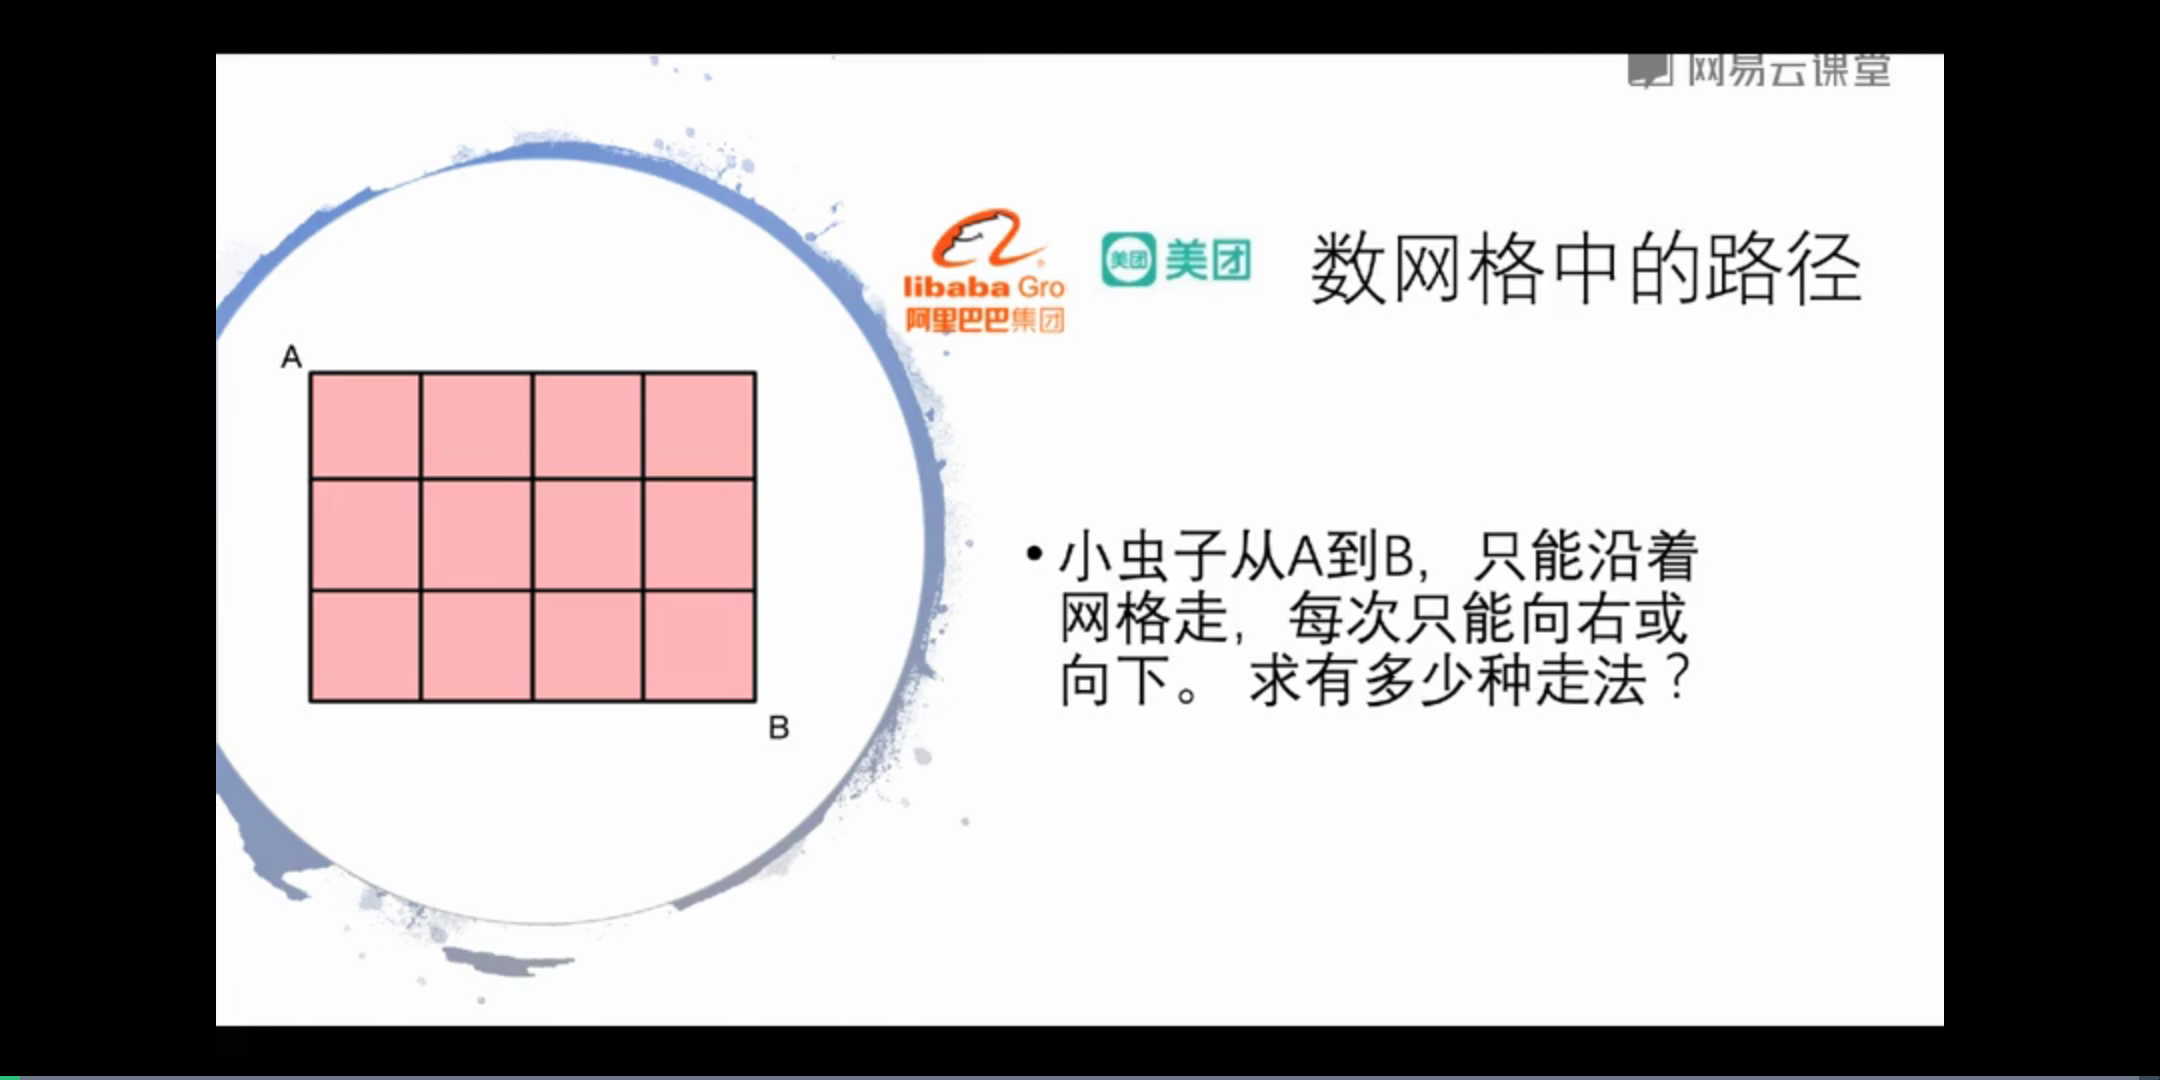 网易云课堂
libaba Gro
阿里巴巴集团
美团 美团
数网格中的路径
A
B
• 小虫子从A到B，只能沿着
网格走，每次只能向右或
向下。 求有多少种走法？